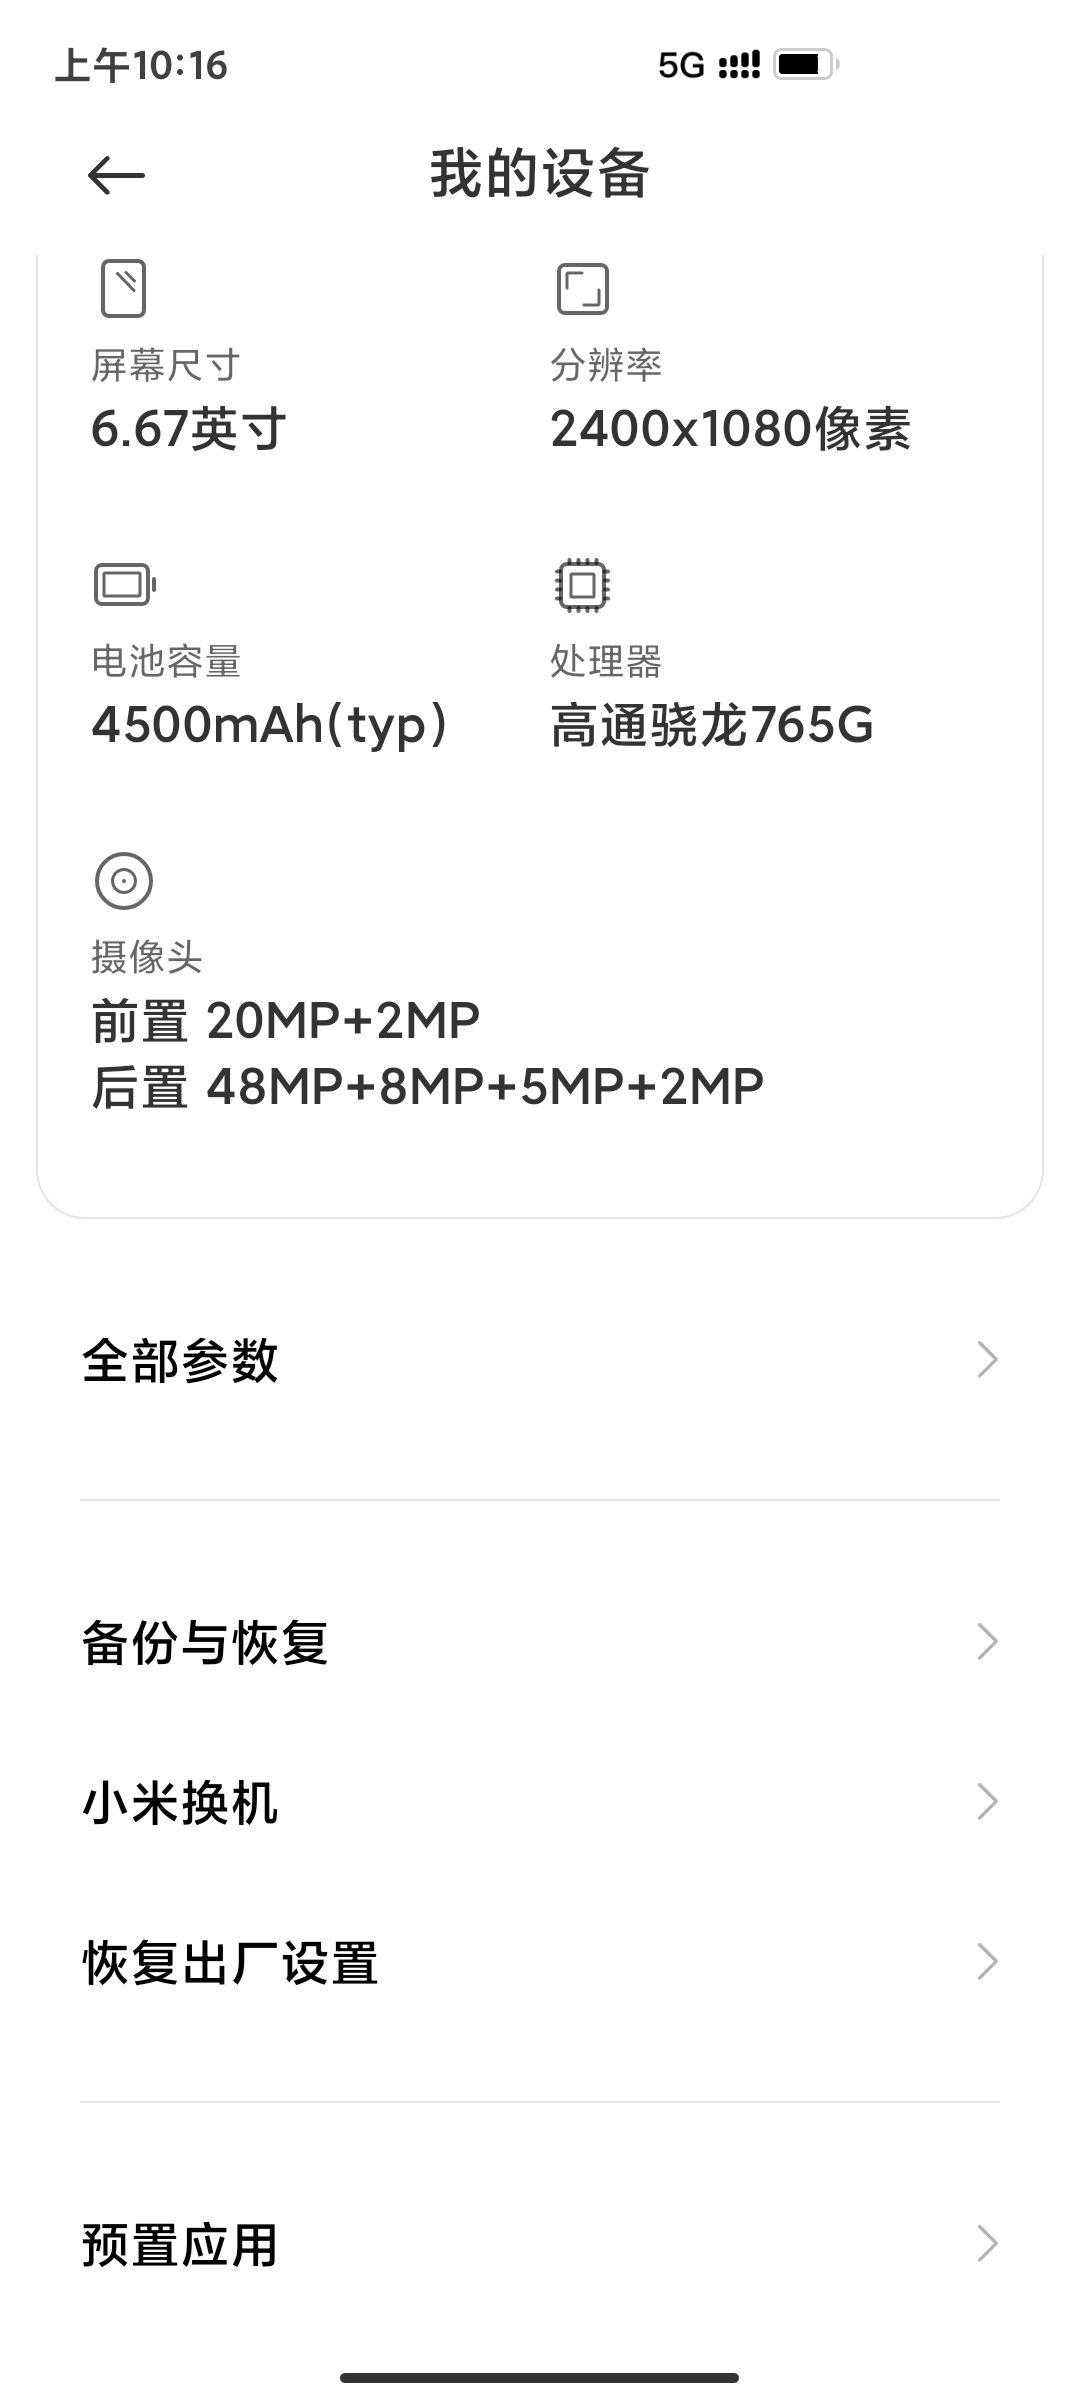 上午10:16
5G
我的设备
屏幕尺寸
6.67英寸
分辨率
2400x1080像素
电池容量
4500mAh(typ)
处理器
高通骁龙765G
摄像头
前置 20MP+2MP
后置 48MP+8MP+5MP+2MP
全部参数
备份与恢复
小米换机
恢复出厂设置
预置应用